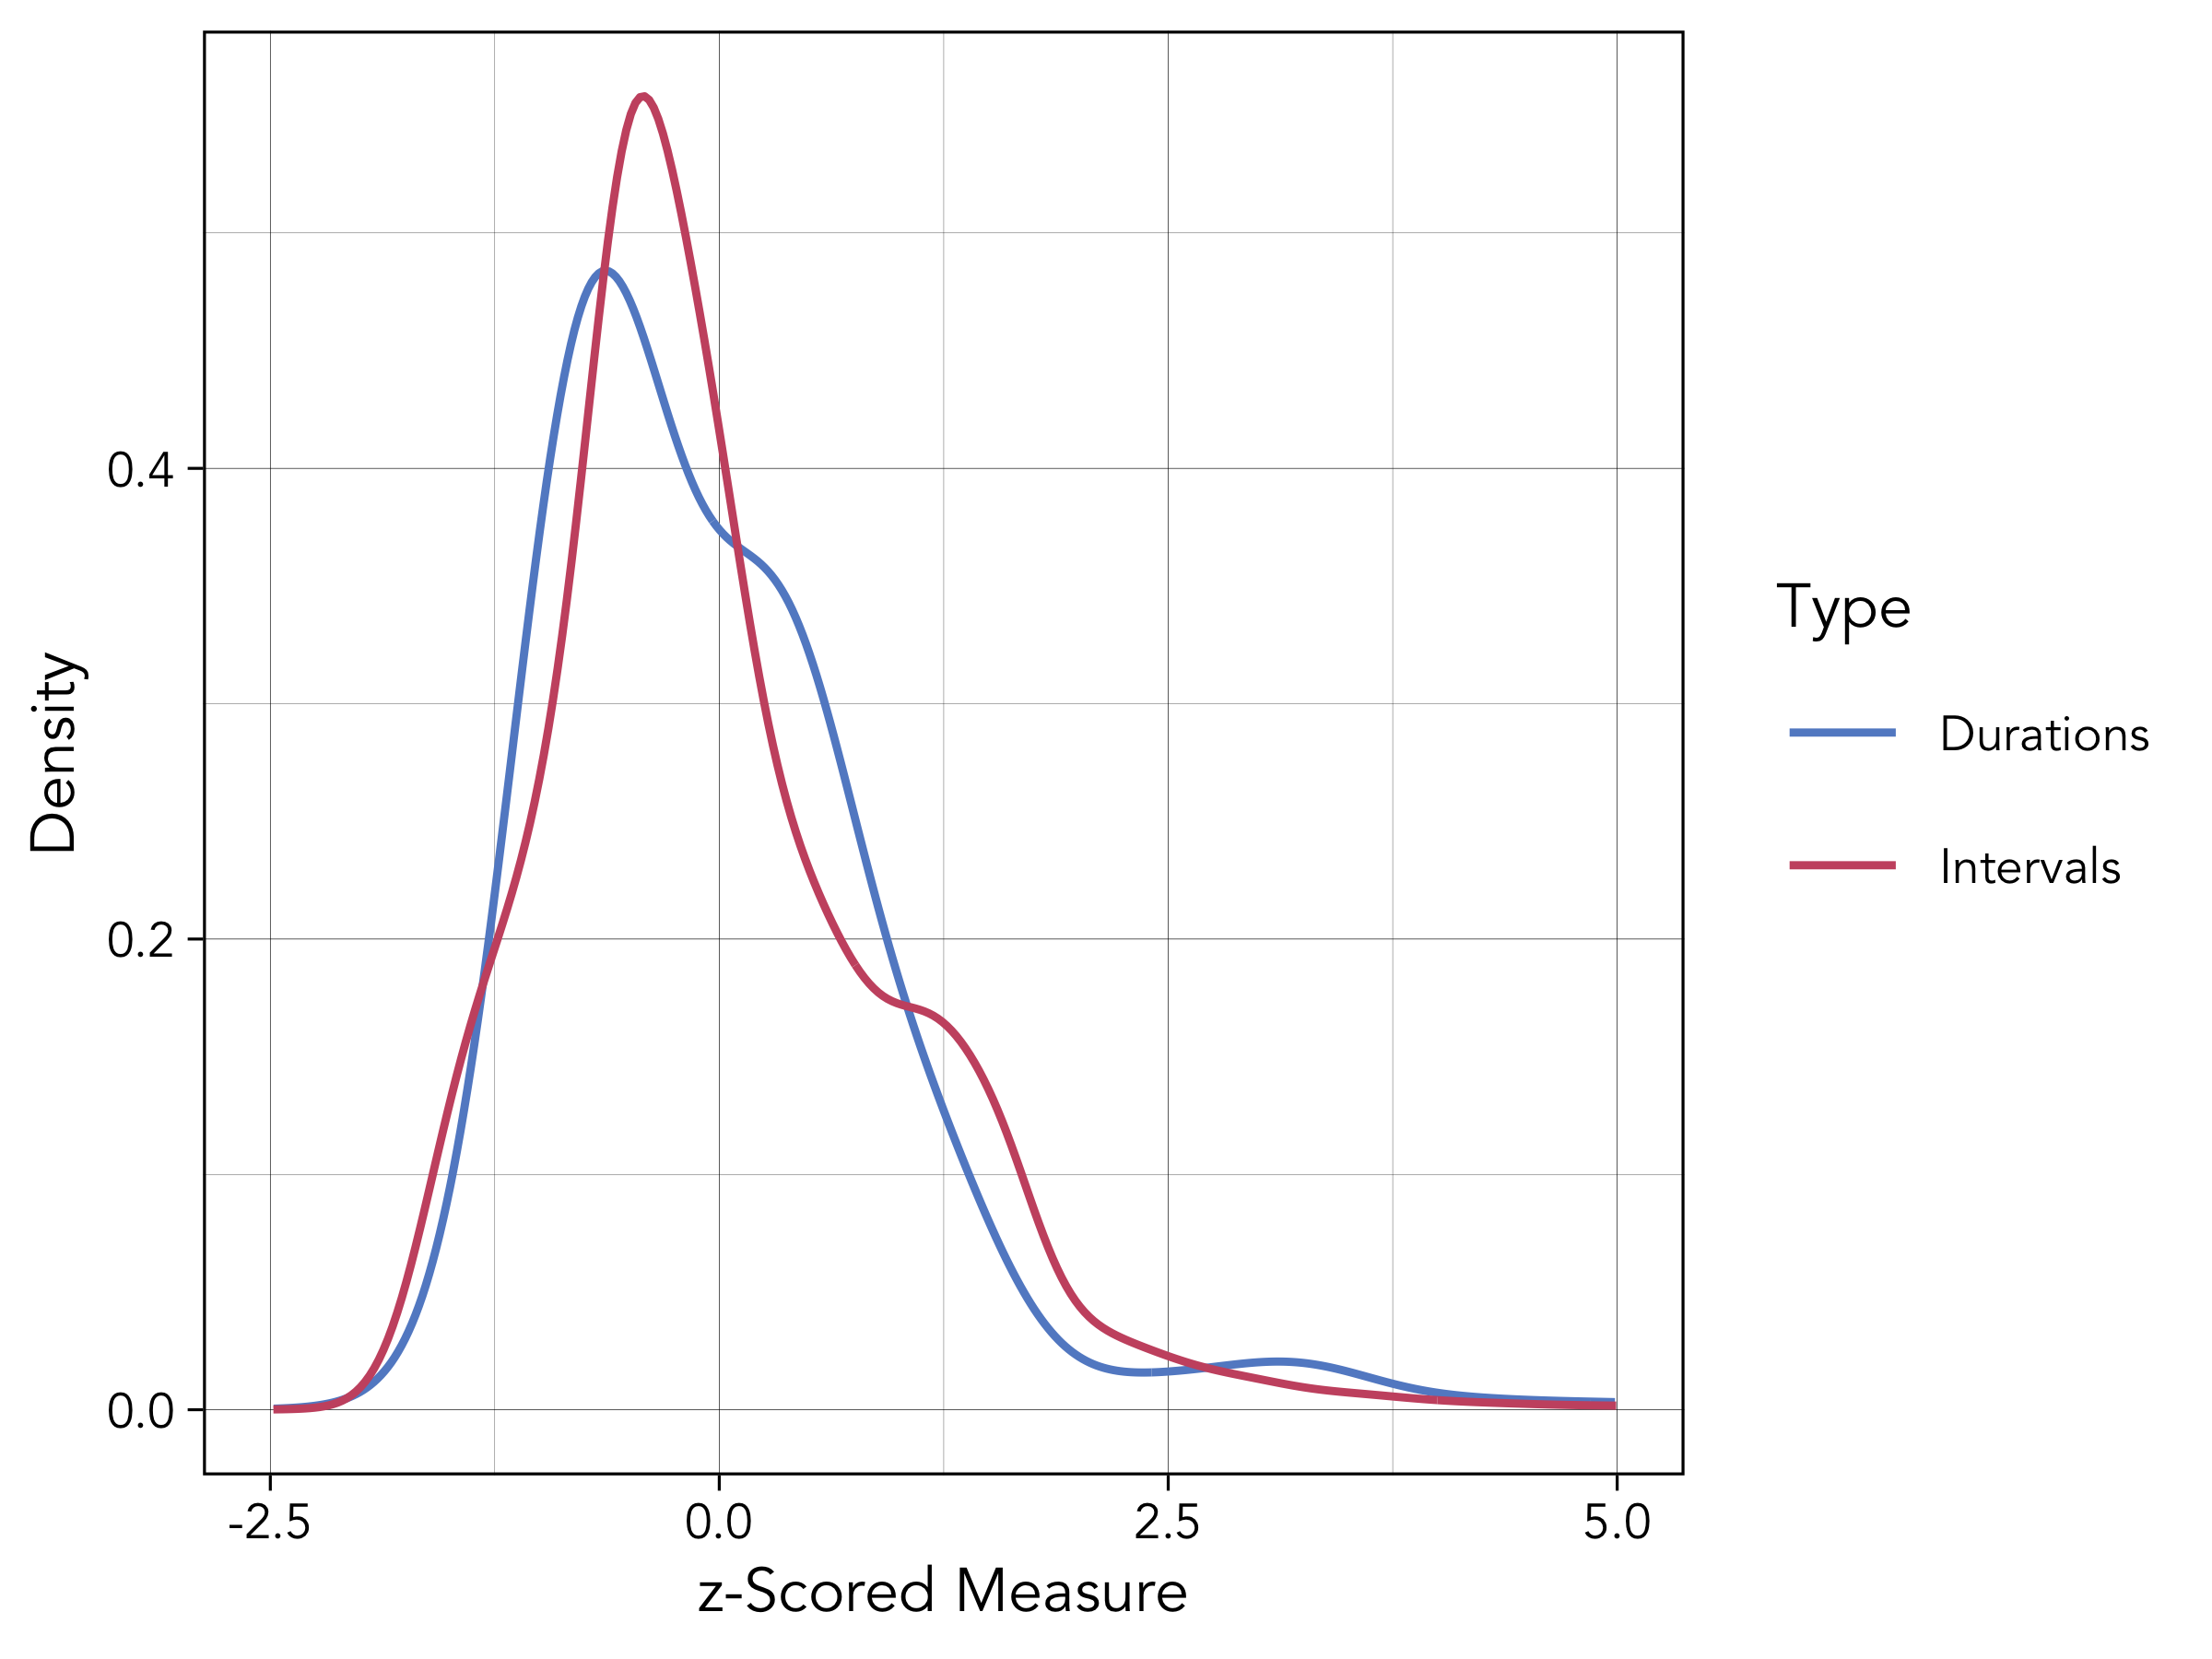 Density
0.4
0.2
0.0
-2.5 0.0 2.5 5.0
z-Scored Measure
Type
Durations
Intervals